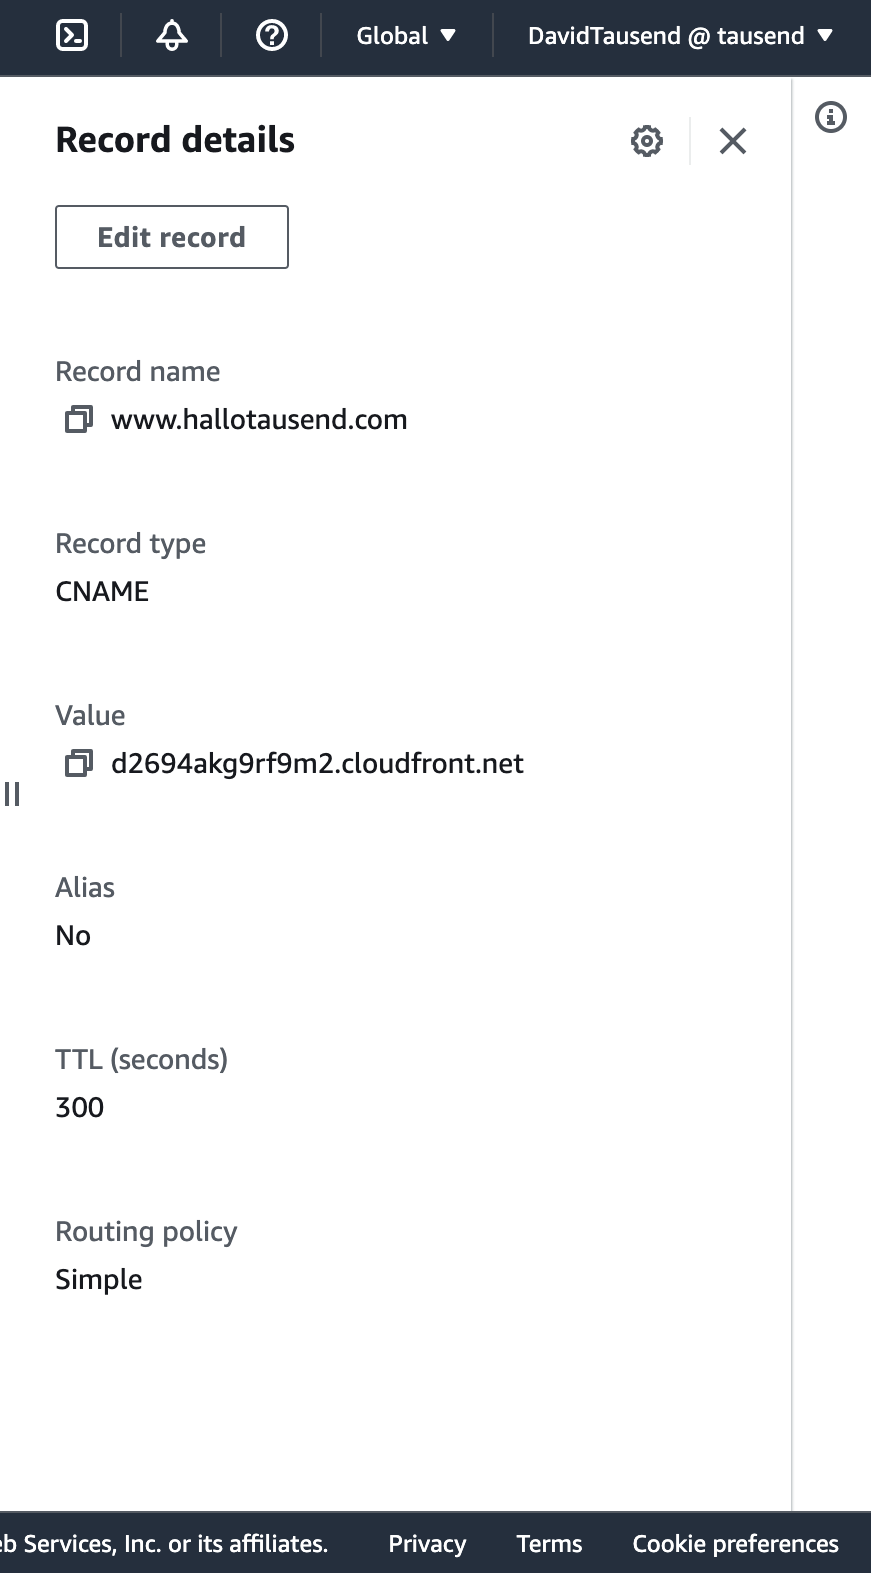 Global
DavidTausend @ tausend
Record details
Edit record
Record name
www.hallotausend.com
Record type
CNAME
Value
d2694akg9rf9m2.cloudfront.net
Alias
No
TTL (seconds)
300
Routing policy
Simple
Services, Inc. or its affiliates. Privacy Terms Cookie preferences